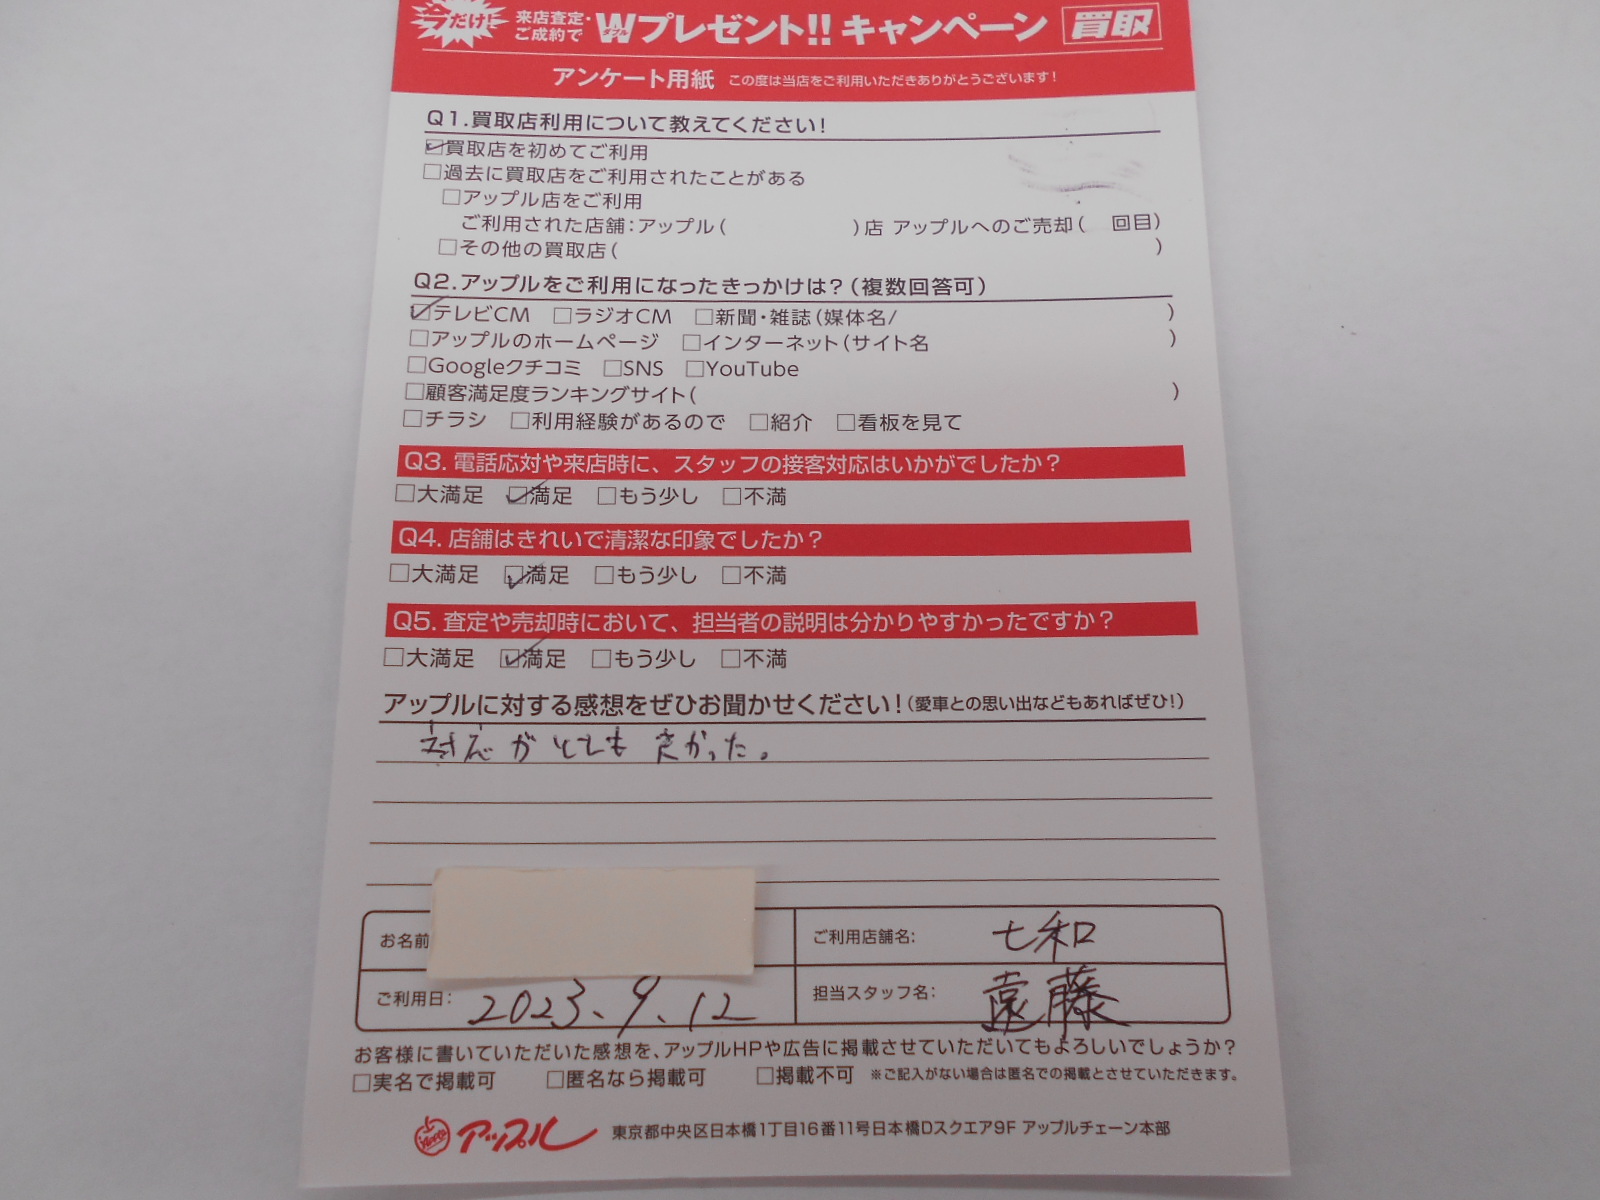 今だけ! 来店査定・ご成約で Wダブルプレゼント!! キャンペーン 買取
アンケート用紙 この度は当店をご利用いただきありがとうございます!
Q1.買取店利用について教えてください!
☑買取店を初めてご利用
□過去に買取店をご利用されたことがある
□アップル店をご利用
ご利用された店舗:アップル( )店 アップルへのご売却( 回目)
□その他の買取店( )
Q2.アップルをご利用になったきっかけは?(複数回答可)
☑テレビCM □ラジオCM □新聞・雑誌(媒体名/ )
□アップルのホームページ □インターネット(サイト名 )
□Googleクチコミ □SNS □YouTube
□顧客満足度ランキングサイト( )
□チラシ □利用経験があるので □紹介 □看板を見て
Q3. 電話応対や来店時に、スタッフの接客対応はいかがでしたか?
□大満足 ☑満足 □もう少し □不満
Q4. 店舗はきれいで清潔な印象でしたか?
□大満足 ☑満足 □もう少し □不満
Q5. 査定や売却時において、担当者の説明は分かりやすかったですか?
□大満足 ☑満足 □もう少し □不満
アップルに対する感想をぜひお聞かせください!(愛車との思い出などもあればぜひ!)
対応がとても良かった。
お名前
ご利用店舗名: 七和
ご利用日: 2023、9、12
担当スタッフ名: 遠藤
お客様に書いていただいた感想を、アップルHPや広告に掲載させていただいてもよろしいでしょうか?
□実名で掲載可 □匿名なら掲載可 □掲載不可 ※ご記入がない場合は匿名での掲載とさせていただきます。
アップル 東京都中央区日本橋1丁目16番11号日本橋Dスクエア9F アップルチェーン本部